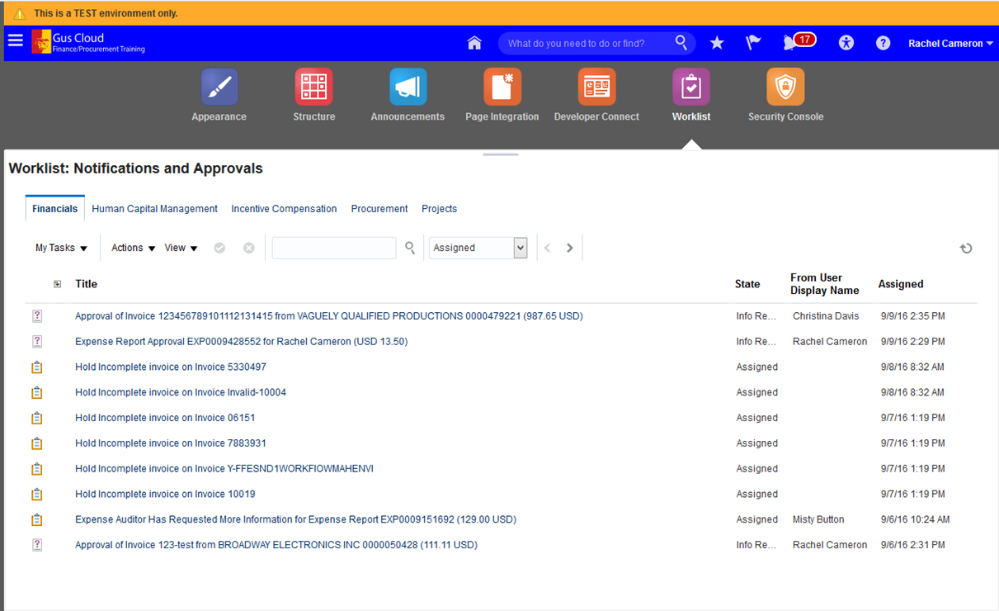 This is a TEST environment only.
Gus Cloud
Finance/Procurement Training
What do you need to do or find?
17
Rachel Cameron
Appearance
Structure
Announcements
Page Integration
Developer Connect
Worklist
Security Console
Worklist: Notifications and Approvals
Financials Human Capital Management Incentive Compensation Procurement Projects
My Tasks Actions View Assigned
Title State From User Display Name Assigned
Approval of Invoice 123456789101112131415 from VAGUELY QUALIFIED PRODUCTIONS 0000479221 (987.65 USD) Info Re... Christina Davis 9/9/16 2:35 PM
Expense Report Approval EXP0009428552 for Rachel Cameron (USD 13.50) Info Re... Rachel Cameron 9/9/16 2:29 PM
Hold Incomplete invoice on Invoice 5330497 Assigned 9/8/16 8:32 AM
Hold Incomplete invoice on Invoice Invalid-10004 Assigned 9/8/16 8:32 AM
Hold Incomplete invoice on Invoice 06151 Assigned 9/7/16 1:19 PM
Hold Incomplete invoice on Invoice 7883931 Assigned 9/7/16 1:19 PM
Hold Incomplete invoice on Invoice Y-FFESND1WORKFIOWMAHENVI Assigned 9/7/16 1:19 PM
Hold Incomplete invoice on Invoice 10019 Assigned 9/7/16 1:19 PM
Expense Auditor Has Requested More Information for Expense Report EXP0009151692 (129.00 USD) Assigned Misty Button 9/6/16 10:24 AM
Approval of Invoice 123-test from BROADWAY ELECTRONICS INC 0000050428 (111.11 USD) Info Re... Rachel Cameron 9/6/16 2:31 PM